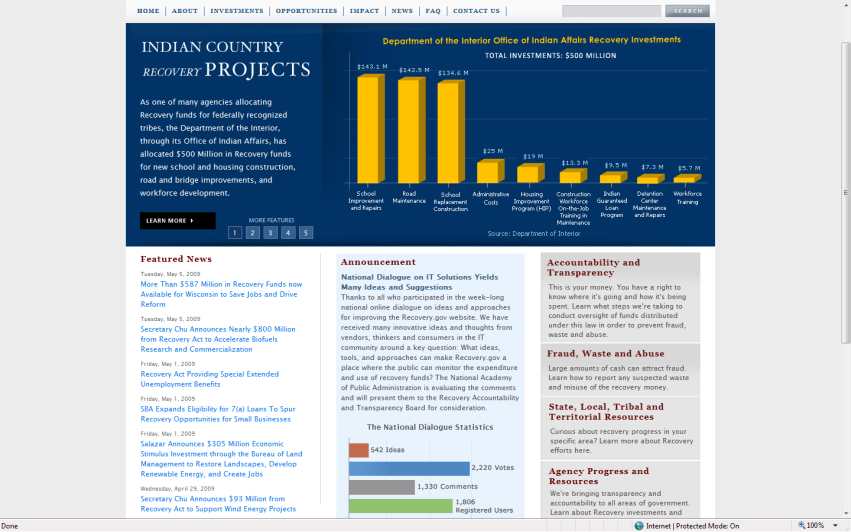 HOME | ABOUT | INVESTMENTS | OPPORTUNITIES | IMPACT | NEWS | FAQ | CONTACT US |
SEARCH
INDIAN COUNTRY
RECOVERY PROJECTS
As one of many agencies allocating
Recovery funds for federally recognized
tribes, the Department of the Interior,
through its Office of Indian Affairs, has
allocated $500 Million in Recovery funds
for new school and housing construction,
road and bridge improvements, and
workforce development.
LEARN MORE
MORE FEATURES
1 2 3 4 5
Department of the Interior Office of Indian Affairs Recovery Investments
TOTAL INVESTMENTS: $500 MILLION
$143.1 M
$142.5 M
$134.6 M
$25 M
$19 M
$13.3 M
$9.5 M
$7.3 M
$5.7 M
School
Improvement
and Repairs
Road
Maintenance
School
Replacement
Construction
Administrative
Costs
Housing
Improvement
Program (HIP)
Construction
Workforce
On-the-Job
Training in
Maintenance
Indian
Guaranteed
Loan
Program
Detention
Center
Maintenance
and Repairs
Workforce
Training
Source: Department of Interior
Featured News
Tuesday, May 5, 2009
More Than $587 Million in Recovery Funds now
Available for Wisconsin to Save Jobs and Drive
Reform
Tuesday, May 5, 2009
Secretary Chu Announces Nearly $800 Million
from Recovery Act to Accelerate Biofuels
Research and Commercialization
Friday, May 1, 2009
Recovery Act Providing Special Extended
Unemployment Benefits
Friday, May 1, 2009
SBA Expands Eligibility for 7(a) Loans To Spur
Recovery Opportunities for Small Businesses
Friday, May 1, 2009
Salazar Announces $305 Million Economic
Stimulus Investment through the Bureau of Land
Management to Restore Landscapes, Develop
Renewable Energy, and Create Jobs
Wednesday, April 29, 2009
Secretary Chu Announces $93 Million from
Recovery Act to Support Wind Energy Projects
Announcement
National Dialogue on IT Solutions Yields
Many Ideas and Suggestions
Thanks to all who participated in the week-long
national online dialogue on ideas and approaches
for improving the Recovery.gov website. We have
received many innovative ideas and thoughts from
vendors, thinkers and consumers in the IT
community around a key question: What ideas,
tools, and approaches can make Recovery.gov a
place where the public can monitor the expenditure
and use of recovery funds? The National Academy
of Public Administration is evaluating the comments
and will present them to the Recovery Accountability
and Transparency Board for consideration.
The National Dialogue Statistics
542 Ideas
2,220 Votes
1,330 Comments
1,806
Registered Users
Accountability and
Transparency
This is your money. You have a right to
know where it's going and how it's being
spent. Learn what steps we're taking to
conduct oversight of funds distributed
under this law in order to prevent fraud,
waste and abuse.
Fraud, Waste and Abuse
Large amounts of cash can attract fraud.
Learn how to report any suspected waste
and misuse of the recovery money.
State, Local, Tribal and
Territorial Resources
Curious about recovery progress in your
specific area? Learn more about Recovery
efforts here.
Agency Progress and
Resources
We're bringing transparency and
accountability to all areas of government.
Learn about Recovery investments and
Done
Internet | Protected Mode: On
100%